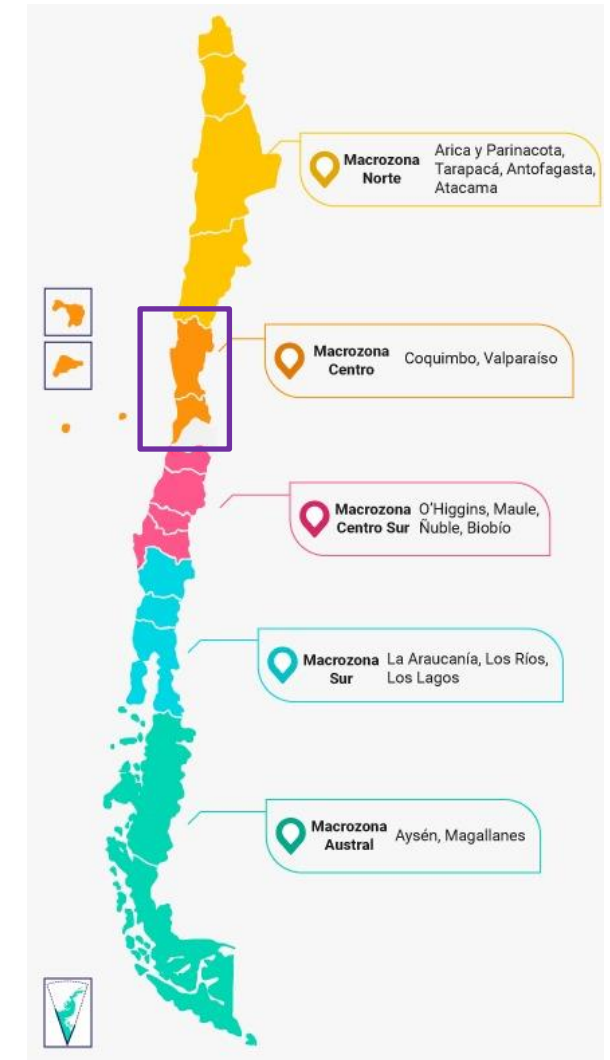 Macrozona
Norte
Arica y Parinacota,
Tarapacá, Antofagasta,
Atacama
Macrozona
Centro
Coquimbo, Valparaíso
Macrozona
Centro Sur
O'Higgins, Maule,
Ñuble, Biobío
Macrozona
Sur
La Araucanía, Los Ríos,
Los Lagos
Macrozona
Austral
Aysén, Magallanes